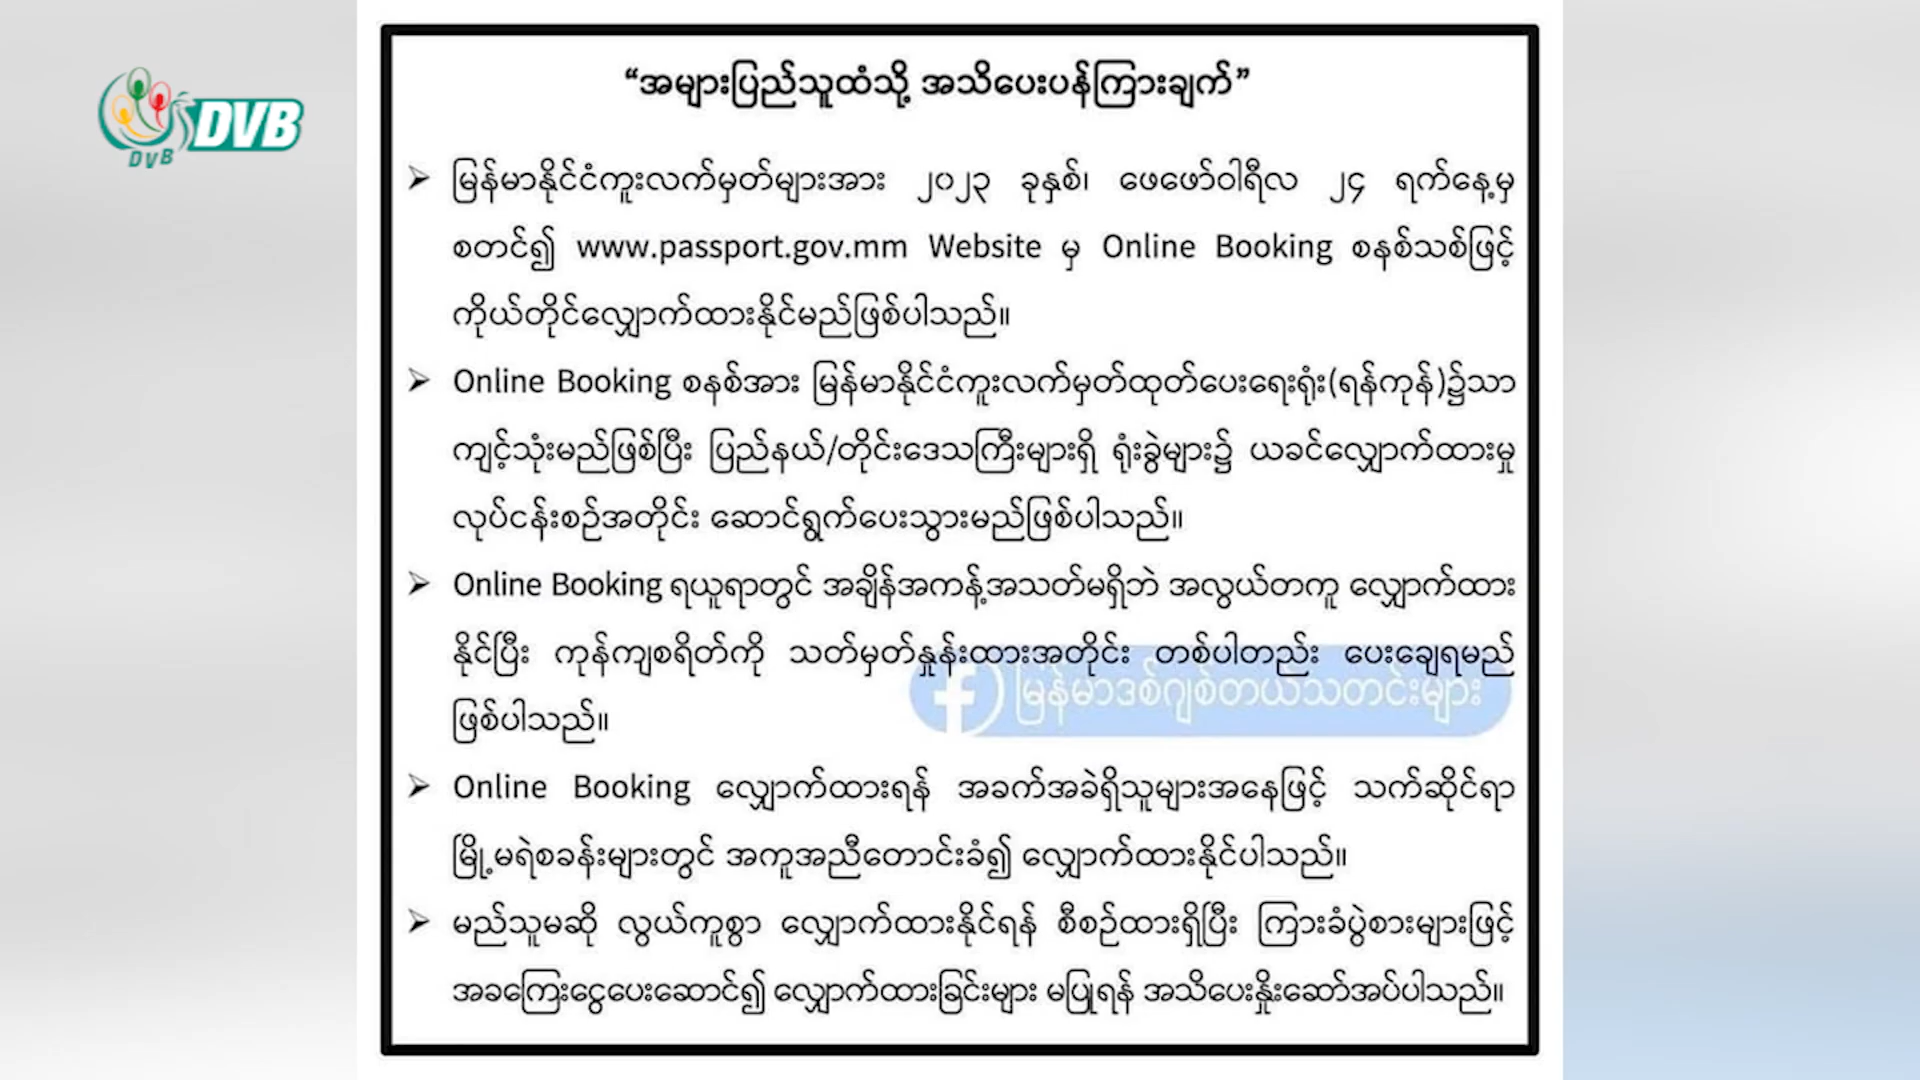 DVB
DVB
“အများပြည်သူထံသို့ အသိပေးပန်ကြားချက်”
➢ မြန်မာနိုင်ငံကူးလက်မှတ်များအား ၂၀၂၃ ခုနှစ်၊ ဖေဖော်ဝါရီလ ၂၄ ရက်နေ့မှ
စတင်၍ www.passport.gov.mm Website မှ Online Booking စနစ်သစ်ဖြင့်
ကိုယ်တိုင်လျှောက်ထားနိုင်မည်ဖြစ်ပါသည်။
➢ Online Booking စနစ်အား မြန်မာနိုင်ငံကူးလက်မှတ်ထုတ်ပေးရေးရုံး(ရန်ကုန်)၌သာ
ကျင့်သုံးမည်ဖြစ်ပြီး ပြည်နယ်/တိုင်းဒေသကြီးများရှိ ရုံးခွဲများ၌ ယခင်လျှောက်ထားမှု
လုပ်ငန်းစဉ်အတိုင်း ဆောင်ရွက်ပေးသွားမည်ဖြစ်ပါသည်။
➢ Online Booking ရယူရာတွင် အချိန်အကန့်အသတ်မရှိဘဲ အလွယ်တကူ လျှောက်ထား
နိုင်ပြီး ကုန်ကျစရိတ်ကို သတ်မှတ်နှုန်းထားအတိုင်း တစ်ပါတည်း ပေးချေရမည်
ဖြစ်ပါသည်။
မြန်မာဒစ်ဂျစ်တယ်သတင်းများ
➢ Online Booking လျှောက်ထားရန် အခက်အခဲရှိသူများအနေဖြင့် သက်ဆိုင်ရာ
မြို့မရဲစခန်းများတွင် အကူအညီတောင်းခံ၍ လျှောက်ထားနိုင်ပါသည်။
➢ မည်သူမဆို လွယ်ကူစွာ လျှောက်ထားနိုင်ရန် စီစဉ်ထားရှိပြီး ကြားခံပွဲစားများဖြင့်
အခကြေးငွေပေးဆောင်၍ လျှောက်ထားခြင်းများ မပြုရန် အသိပေးနှိုးဆော်အပ်ပါသည်။